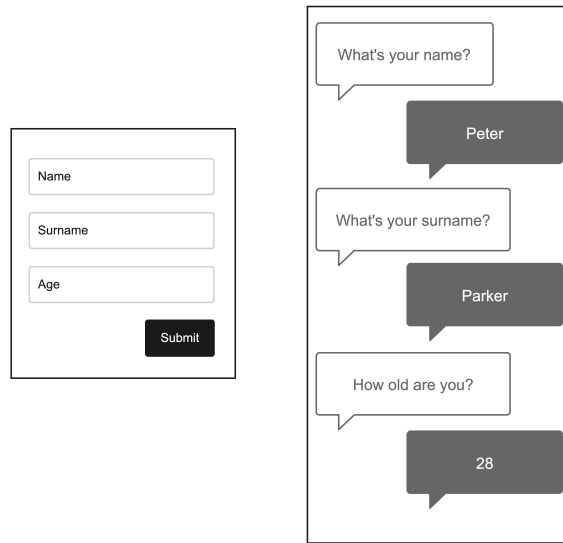 Name
Surname
Age
Submit
What's your name?
Peter
What's your surname?
Parker
How old are you?
28